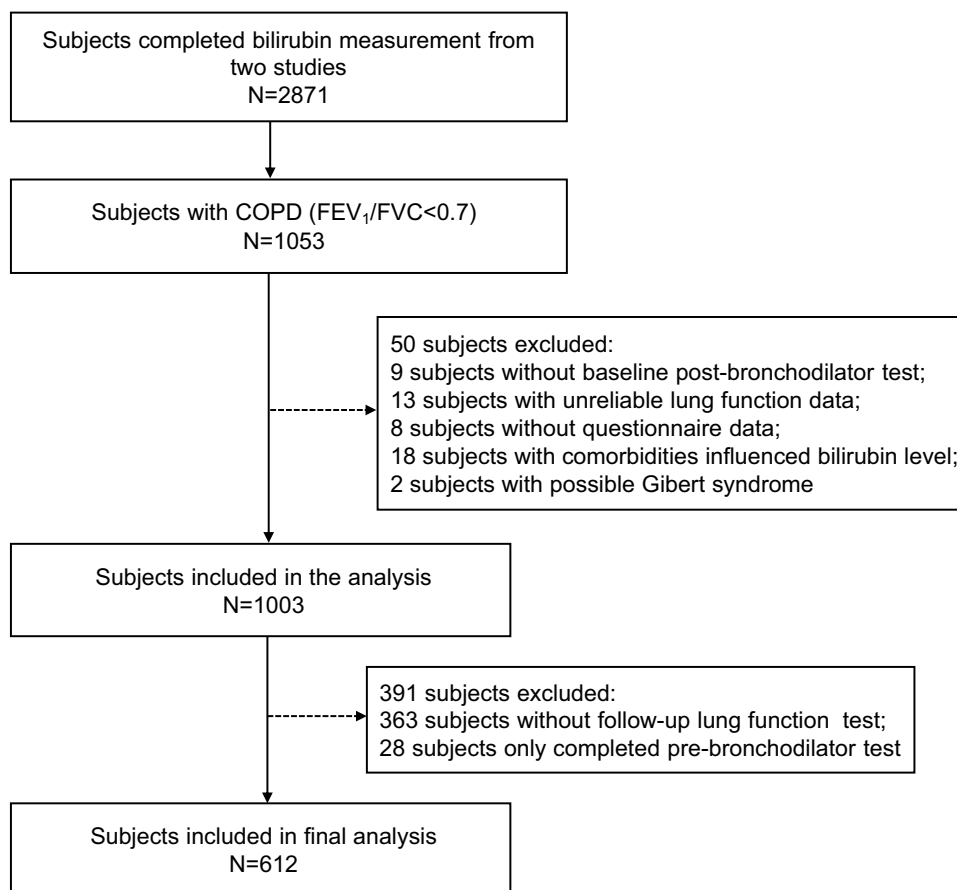 Subjects completed bilirubin measurement from
two studies
N=2871
Subjects with COPD (FEV₁/FVC<0.7)
N=1053
50 subjects excluded:
9 subjects without baseline post-bronchodilator test;
13 subjects with unreliable lung function data;
8 subjects without questionnaire data;
18 subjects with comorbidities influenced bilirubin level;
2 subjects with possible Gibert syndrome
Subjects included in the analysis
N=1003
391 subjects excluded:
363 subjects without follow-up lung function test;
28 subjects only completed pre-bronchodilator test
Subjects included in final analysis
N=612